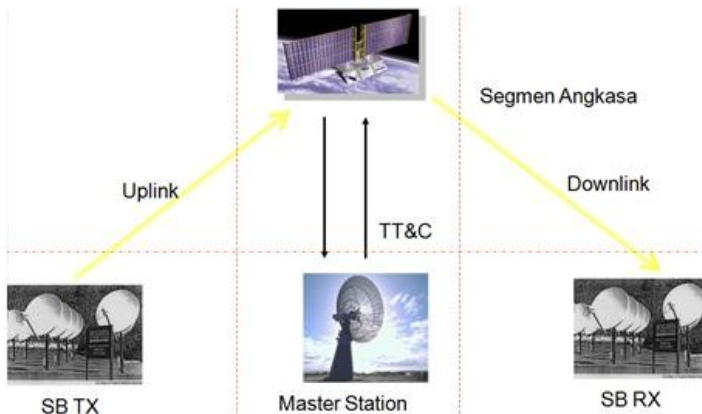 Segmen Angkasa
Uplink
Downlink
TT&C
SB TX
Master Station
SB RX